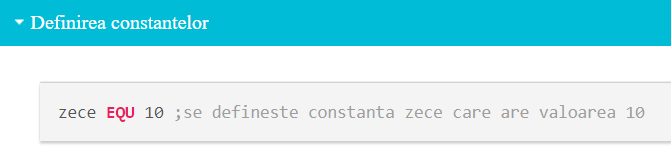 Definirea constantelor
zece EQU 10 ;se defineste constanta zece care are valoarea 10